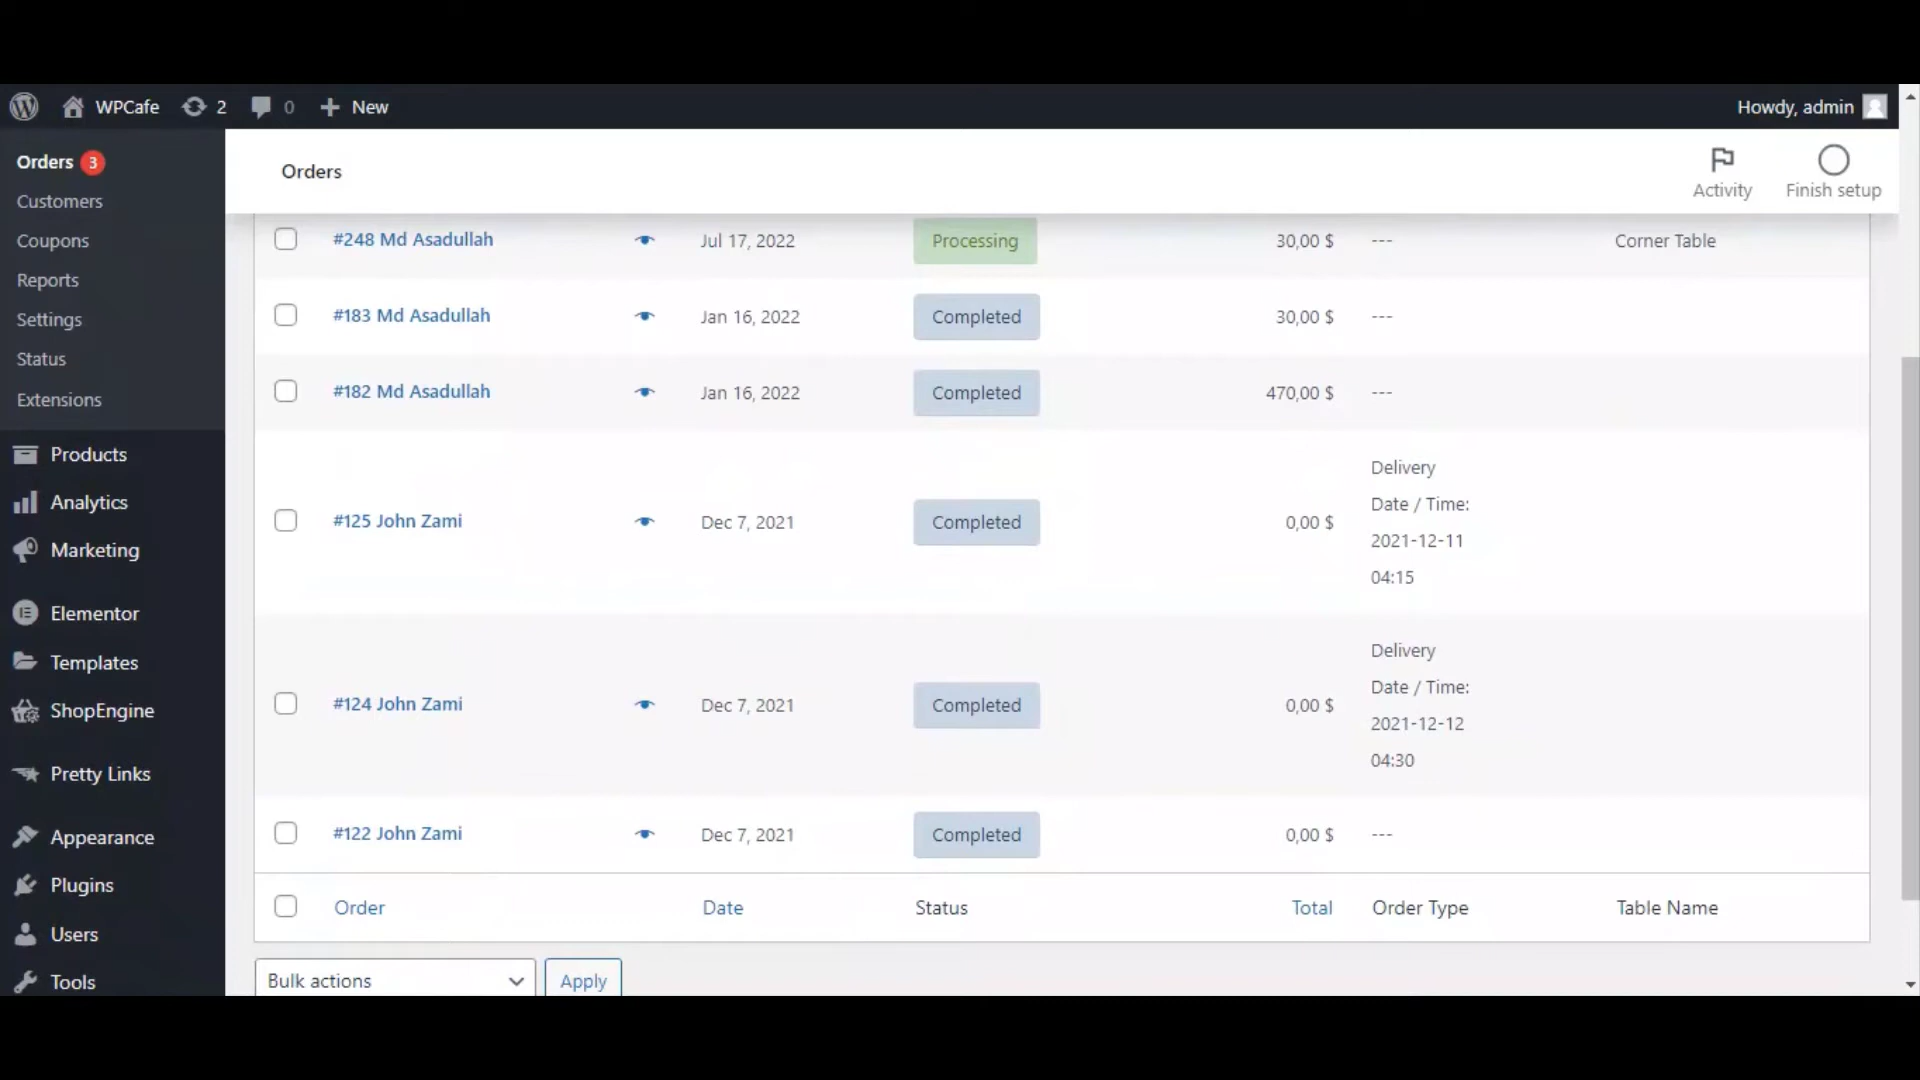 WPCafe 2 0 New Howdy, admin
Orders 3
Customers
Coupons
Reports
Settings
Status
Extensions
Products
Analytics
Marketing
Elementor
Templates
ShopEngine
Pretty Links
Appearance
Plugins
Users
Tools
Orders
Activity
Finish setup
#248 Md Asadullah Jul 17, 2022 Processing 30,00 $ --- Corner Table
#183 Md Asadullah Jan 16, 2022 Completed 30,00 $ ---
#182 Md Asadullah Jan 16, 2022 Completed 470,00 $ ---
#125 John Zami Dec 7, 2021 Completed 0,00 $
Delivery
Date / Time:
2021-12-11
04:15
#124 John Zami Dec 7, 2021 Completed 0,00 $
Delivery
Date / Time:
2021-12-12
04:30
#122 John Zami Dec 7, 2021 Completed 0,00 $ ---
Order Date Status Total Order Type Table Name
Bulk actions Apply